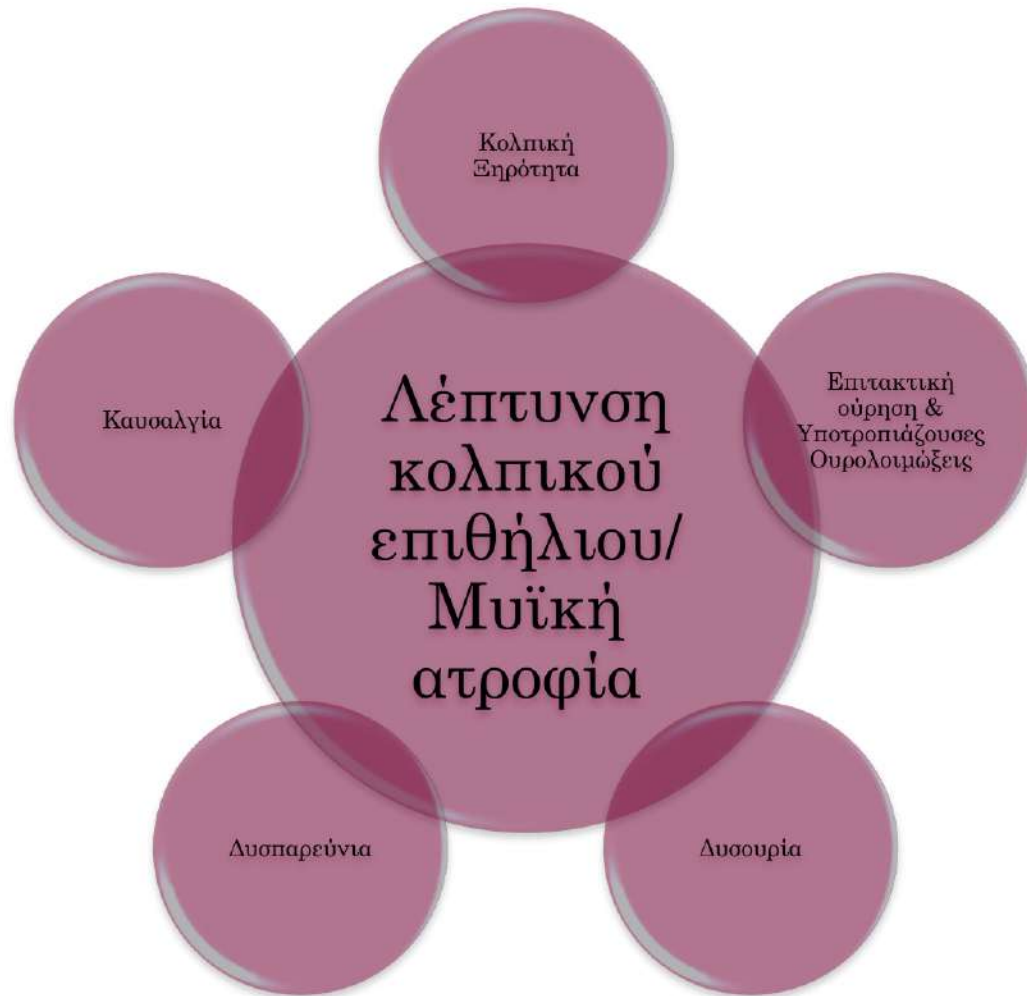 Κολπική
Ξηρότητα
Επιτακτική
ούρηση &
Υποτροπιάζουσες
Ουρολοιμώξεις
Δυσουρία
Δυσπαρεύνια
Καυσαλγία
Λέπτυνση
κολπικού
επιθήλιου/
Μυϊκή
ατροφία